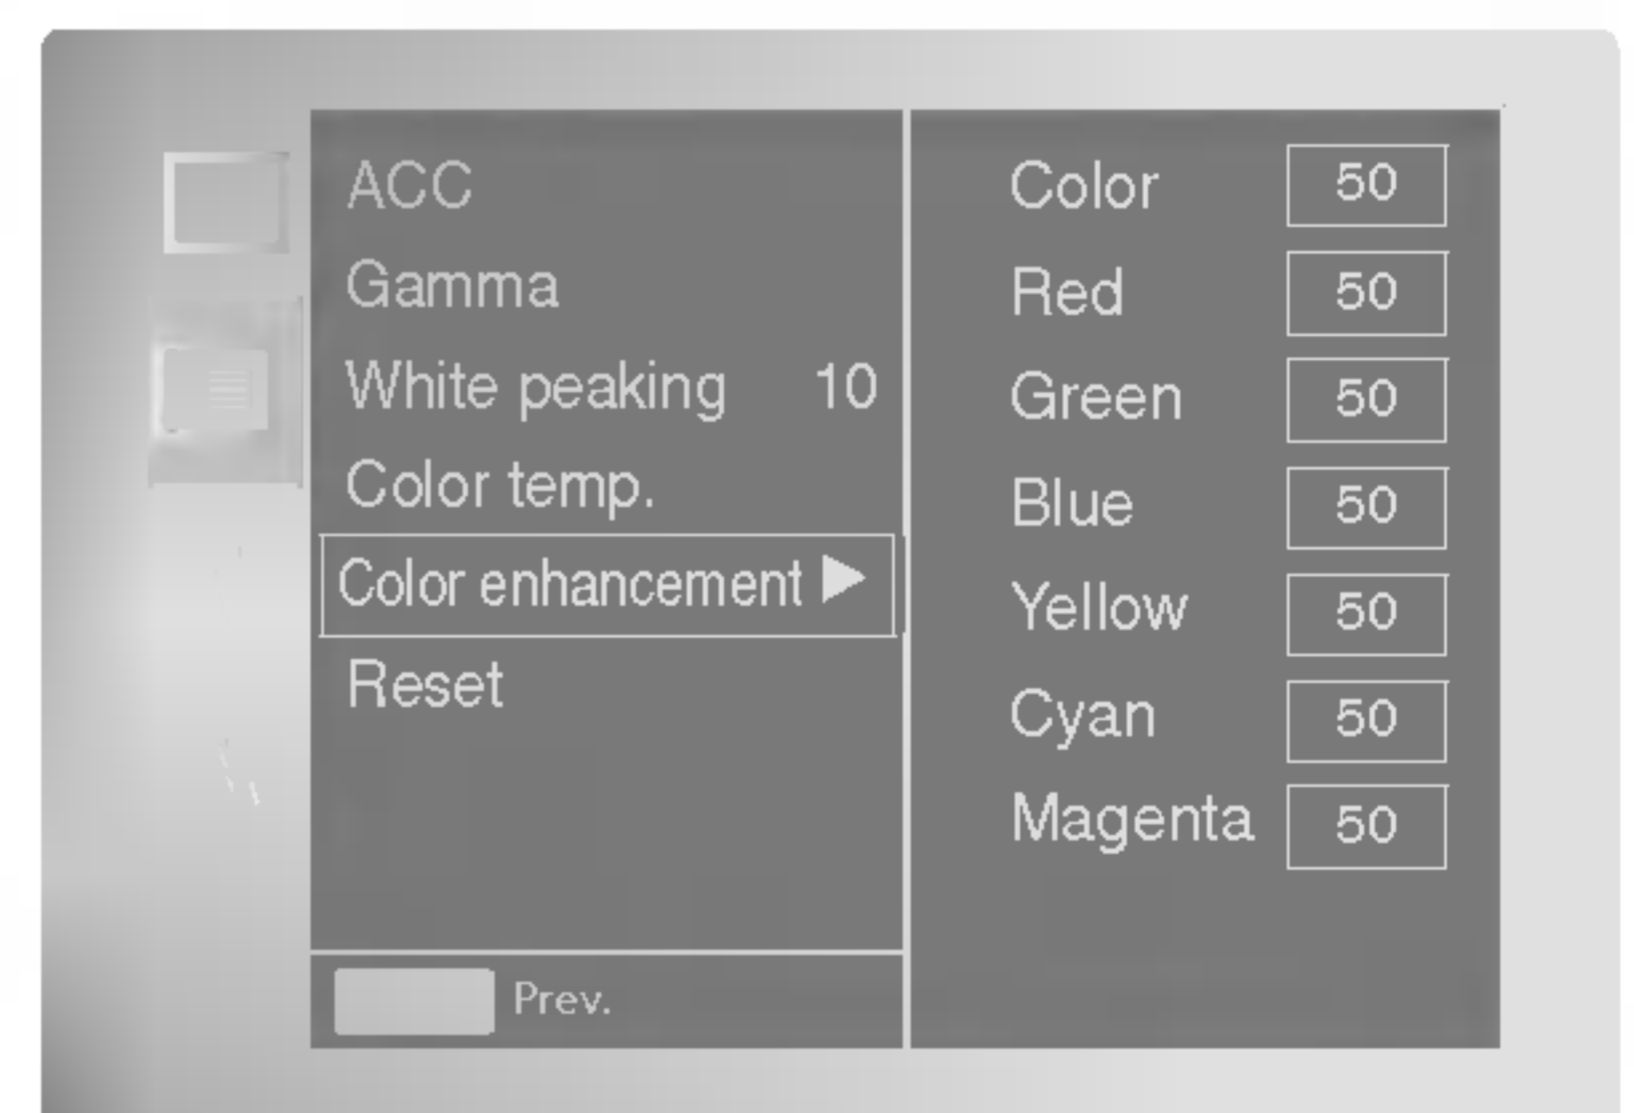 ACC
Gamma
White peaking 10
Color temp.
Color enhancement ▶
Reset
Prev.
Color 50
Red 50
Green 50
Blue 50
Yellow 50
Cyan 50
Magenta 50